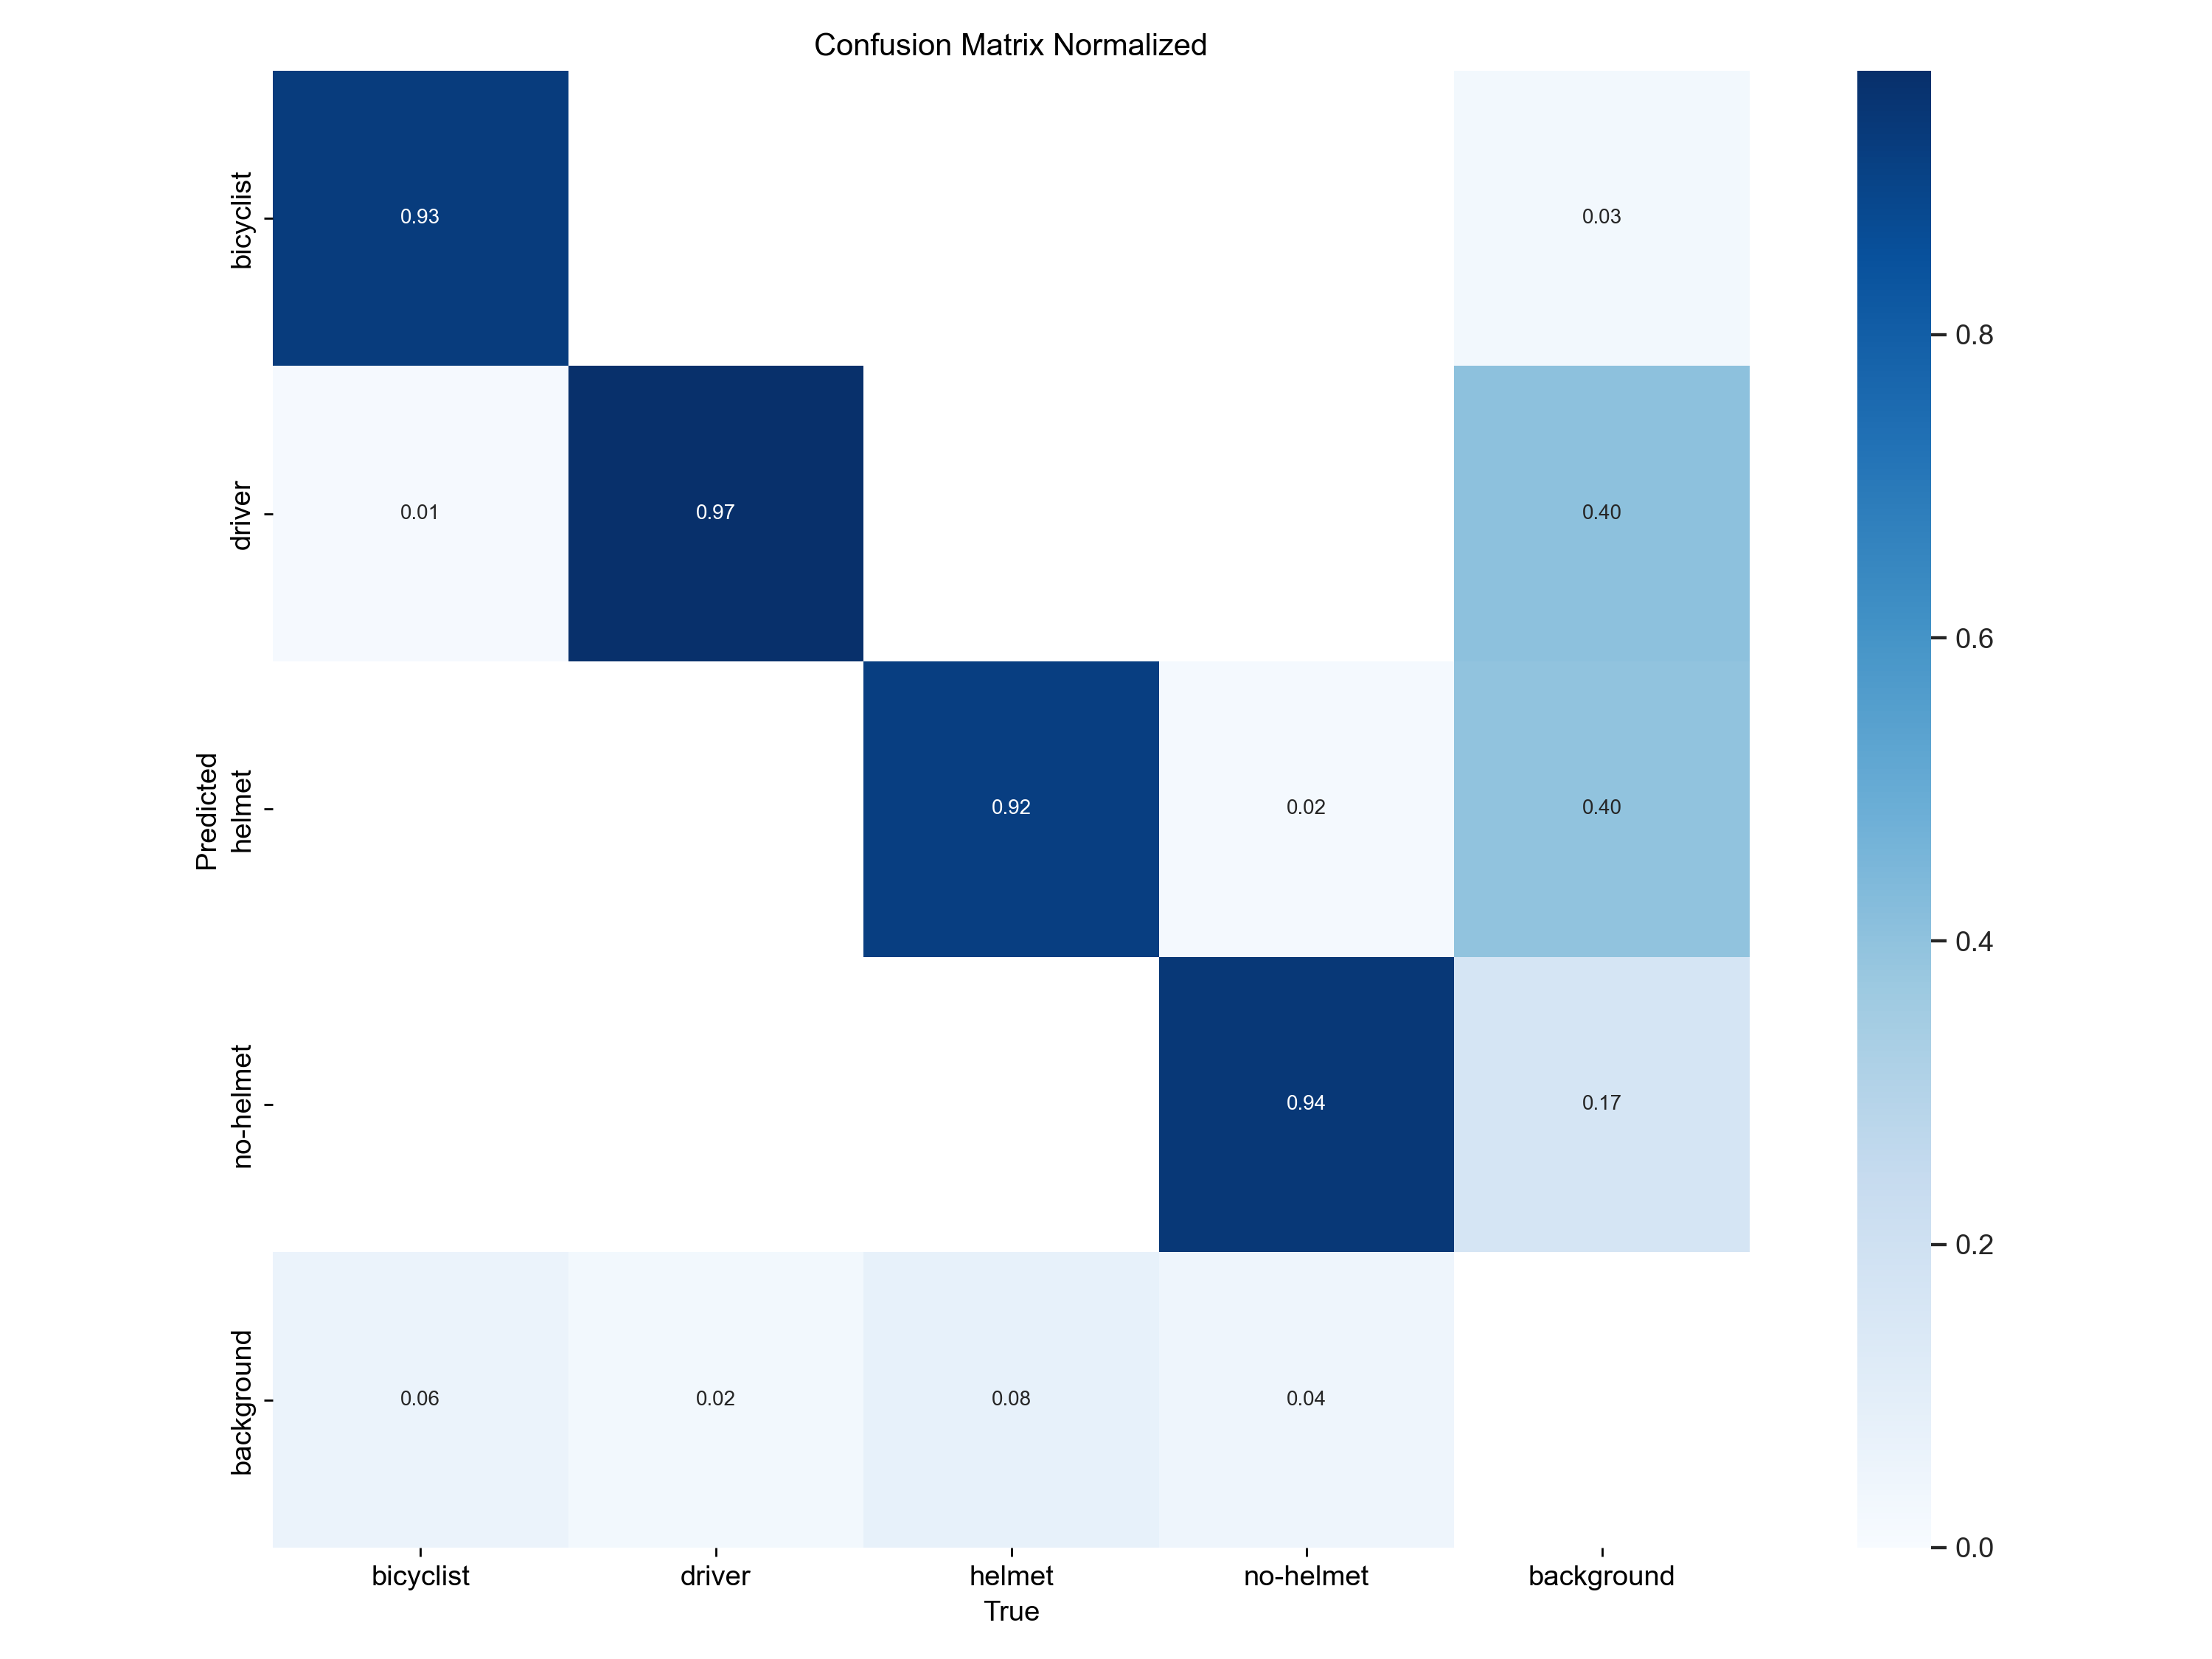 Confusion Matrix Normalized
bicyclist
0.93
0.03
0.8
driver
0.01
0.97
0.40
0.6
Predicted
helmet
0.92
0.02
0.40
0.4
no-helmet
0.94
0.17
0.2
background
0.06
0.02
0.08
0.04
0.0
bicyclist
driver
helmet
no-helmet
background
True